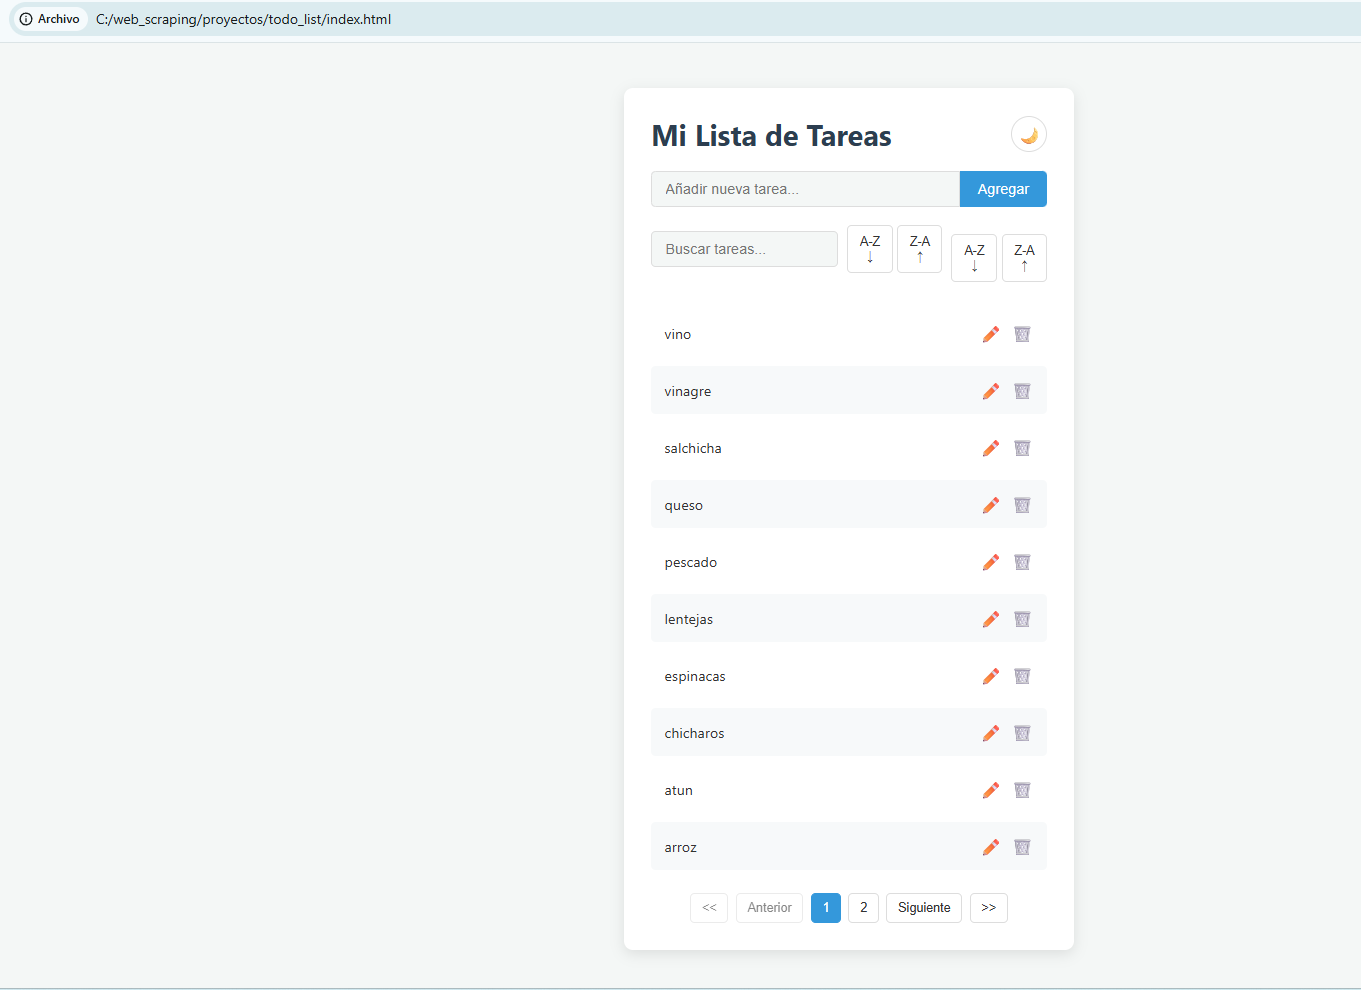 Archivo C:/web_scraping/proyectos/todo_list/index.html
Mi Lista de Tareas
Añadir nueva tarea... Agregar
Buscar tareas... A-Z ↓ Z-A ↑ A-Z ↓ Z-A ↑
vino
vinagre
salchicha
queso
pescado
lentejas
espinacas
chicharos
atun
arroz
<< Anterior 1 2 Siguiente >>